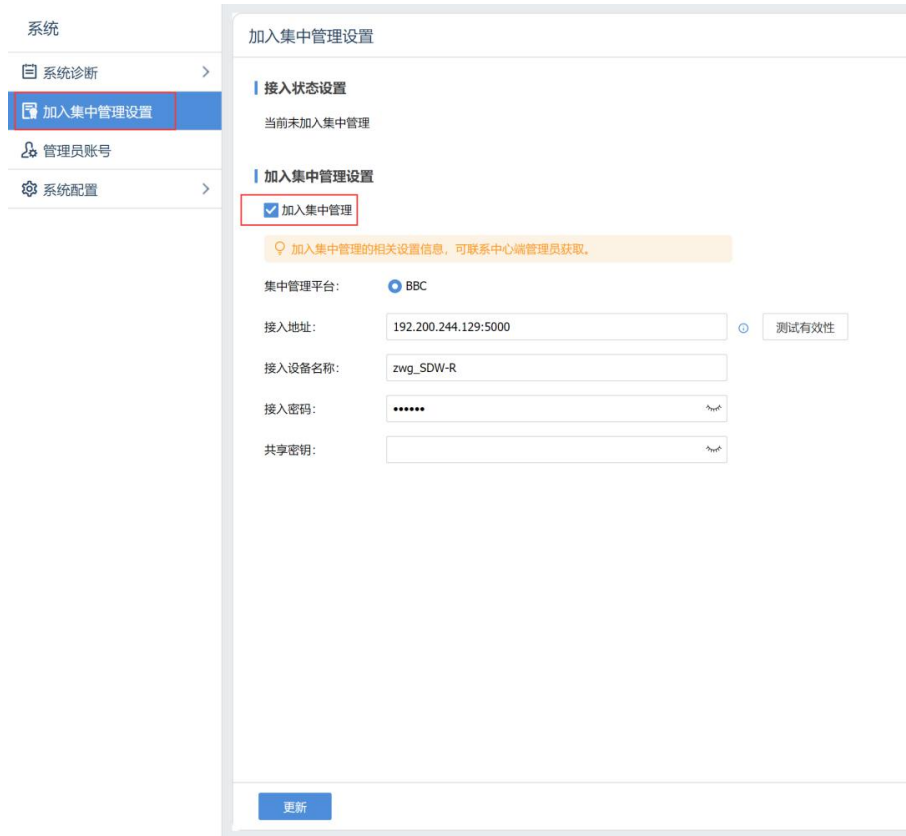 系统
系统诊断
加入集中管理设置
管理员账号
系统配置
加入集中管理设置
接入状态设置
当前未加入集中管理
加入集中管理设置
加入集中管理
加入集中管理的相关设置信息，可联系中心端管理员获取。
集中管理平台： BBC
接入地址： 192.200.244.129:5000 测试有效性
接入设备名称： zwg_SDW-R
接入密码： ••••••
共享密钥：
更新